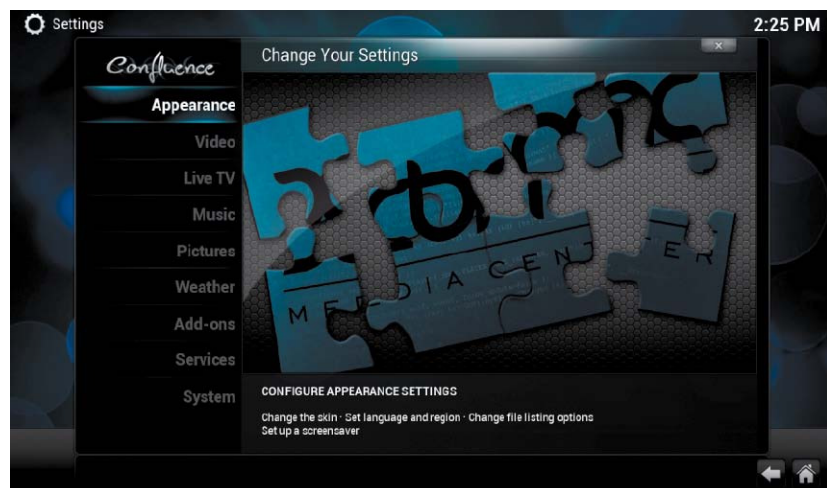 Settings
2:25 PM
Confluence
Change Your Settings
Appearance
Video
Live TV
Music
Pictures
Weather
Add-ons
Services
System
xbmc
MEDIA CENTER
CONFIGURE APPEARANCE SETTINGS
Change the skin · Set language and region · Change file listing options
Set up a screensaver